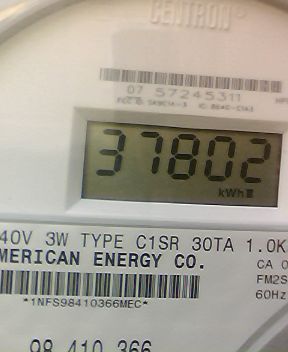 CENTRON®
07 57245311
37802
kWh
40V 3W TYPE C1SR 30TA 1.0K
MERICAN ENERGY CO.
CA 0
FM2S
60Hz
*1NFS98410366MEC*
98 410 366